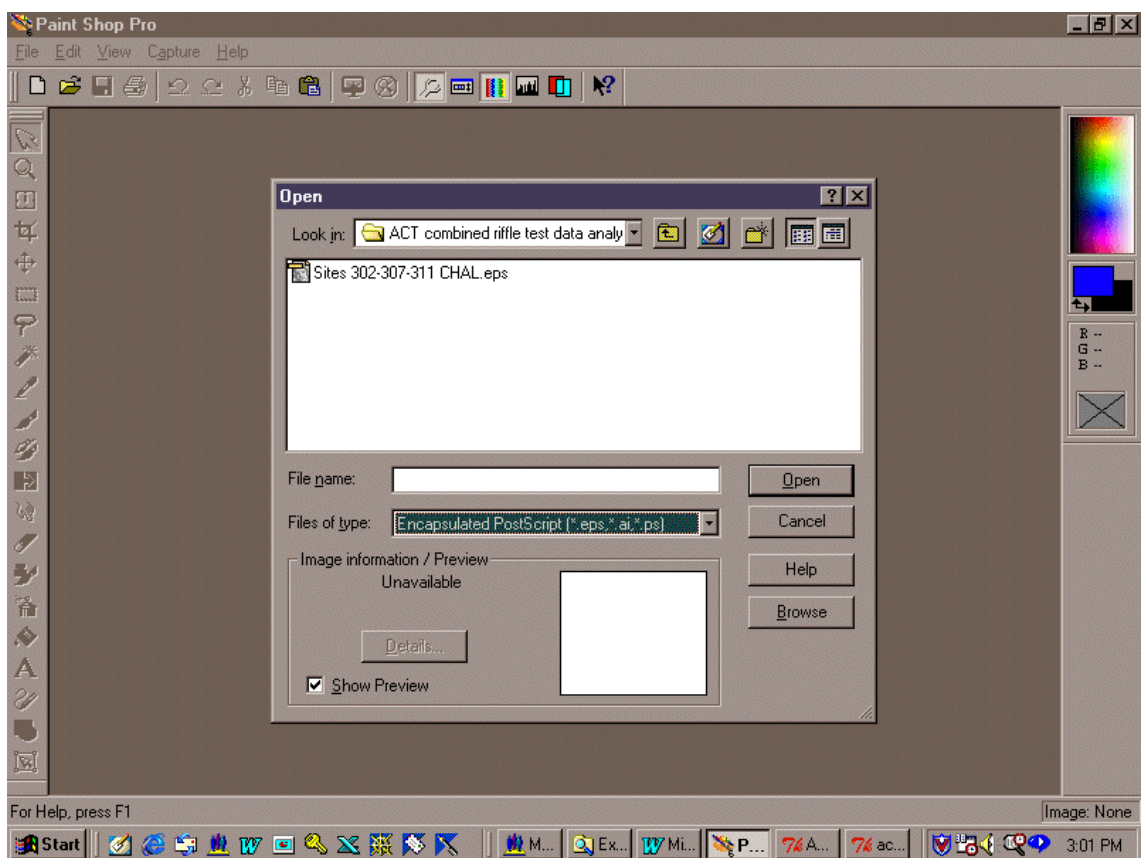 Paint Shop Pro
File Edit View Capture Help
Open
Look in: ACT combined riffle test data analy
Sites 302-307-311 CHAL.eps
File name:
Open
Files of type: Encapsulated PostScript (*.eps,*.ai,*.ps)
Cancel
Image information / Preview
Unavailable
Help
Browse
Details...
Show Preview
R --
G --
B --
For Help, press F1
Image: None
Start M... Ex... Mi... P... A... ac... 3:01 PM